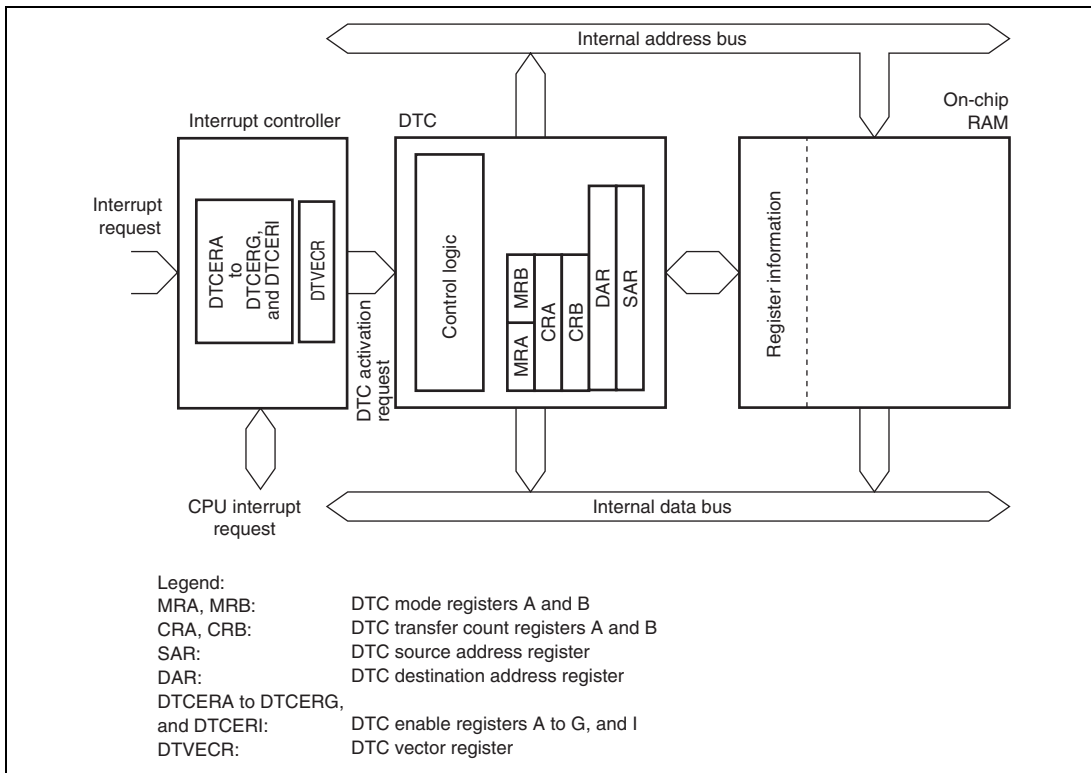 Internal address bus
Interrupt controller
DTC
On-chip
RAM
Interrupt
request
DTCERA
to
DTCERG,
and DTCERI
DTVECR
DTC activation
request
Control logic
MRA
MRB
CRA
CRB
DAR
SAR
Register information
CPU interrupt
request
Internal data bus
Legend:
MRA, MRB: DTC mode registers A and B
CRA, CRB: DTC transfer count registers A and B
SAR: DTC source address register
DAR: DTC destination address register
DTCERA to DTCERG,
and DTCERI: DTC enable registers A to G, and I
DTVECR: DTC vector register